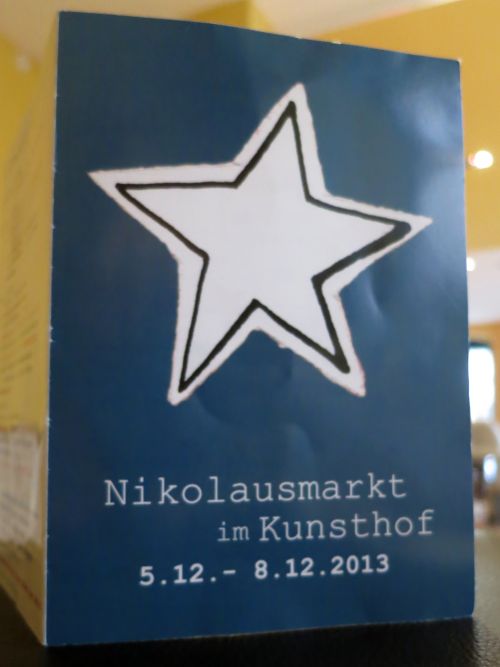 Nikolausmarkt
im Kunsthof
5.12.- 8.12.2013